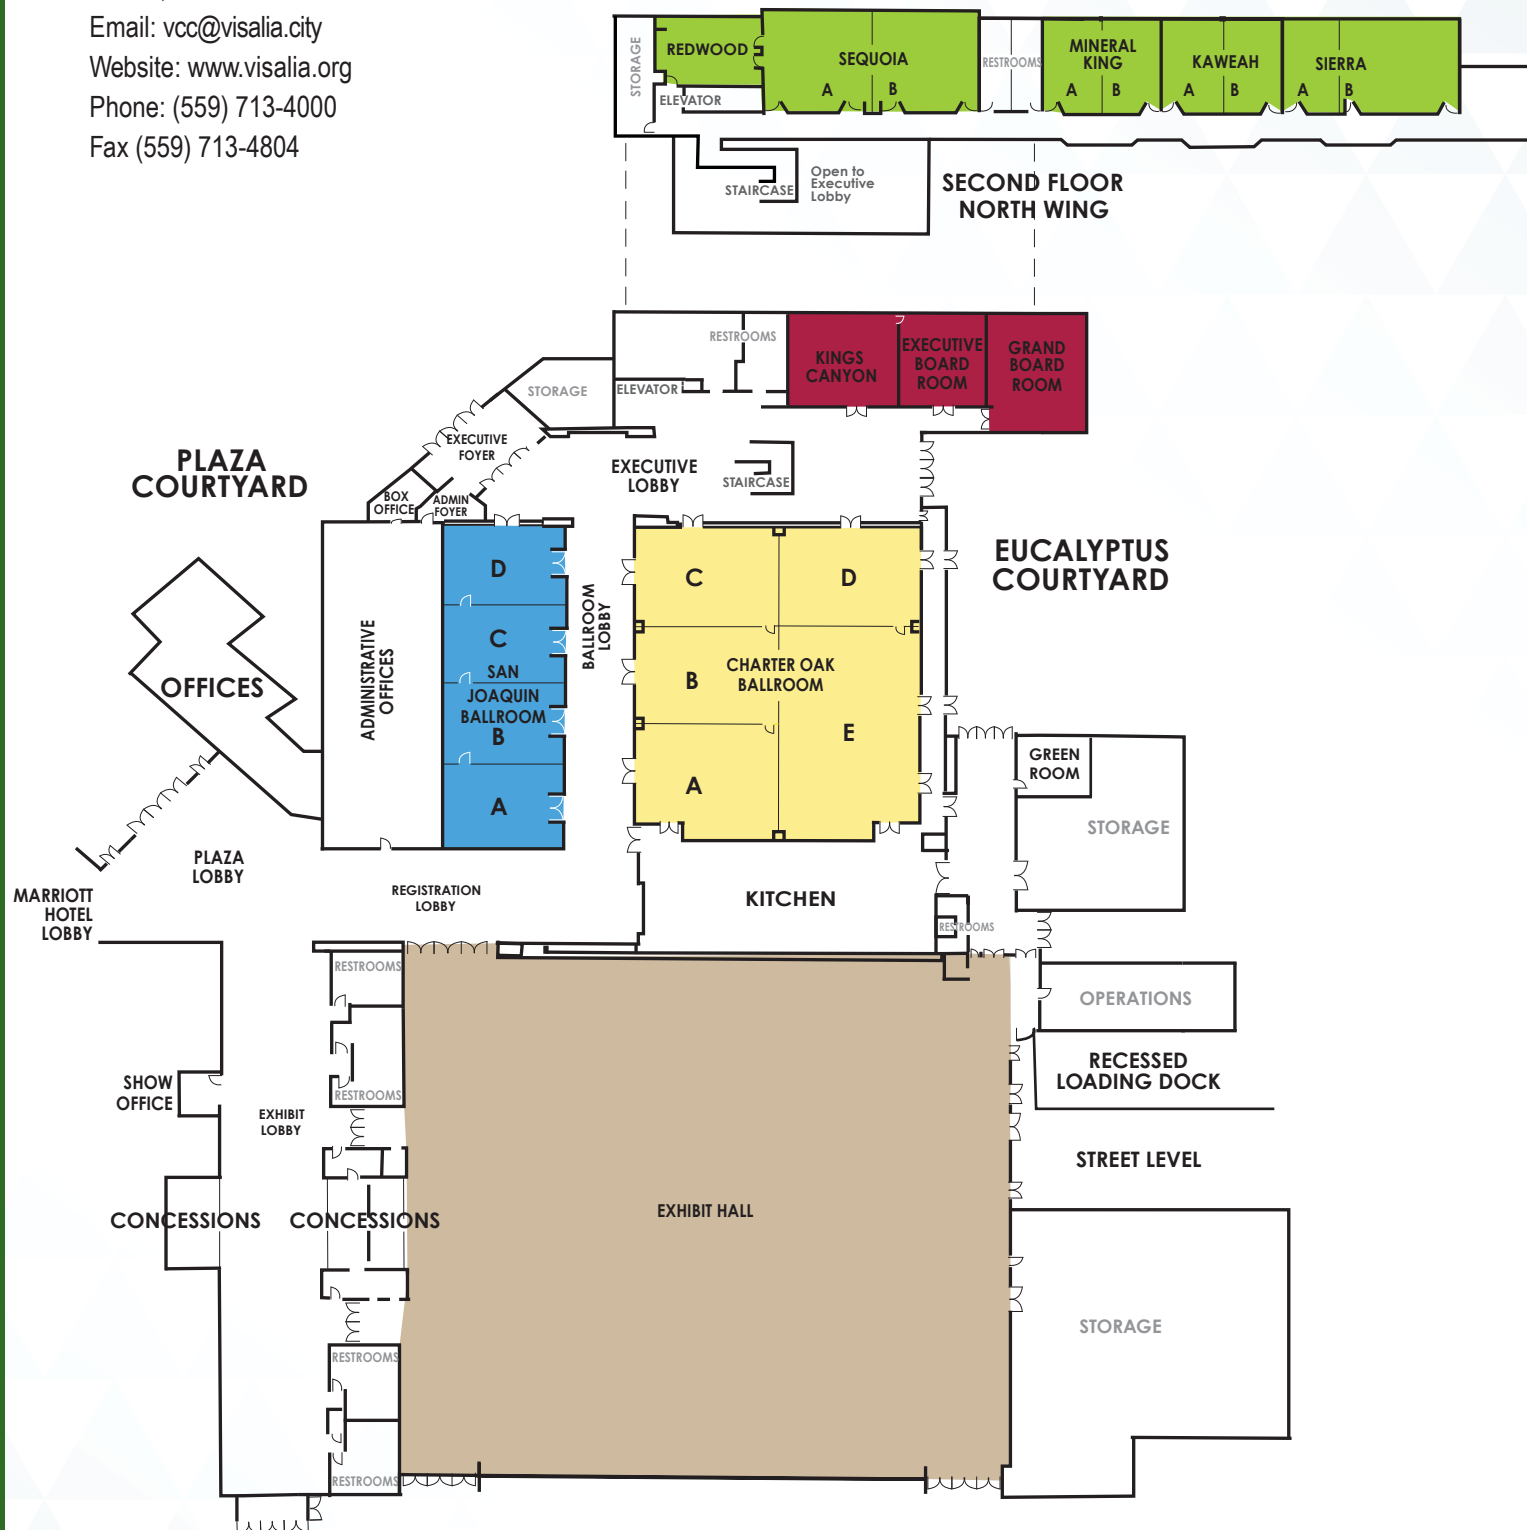 Email: vcc@visalia.city
Website: www.visalia.org
Phone: (559) 713-4000
Fax (559) 713-4804
STORAGE
REDWOOD
ELEVATOR
SEQUOIA
A
B
RESTROOMS
MINERAL
KING
A
B
KAWEAH
A
B
SIERRA
A
B
STAIRCASE
Open to
Executive
Lobby
SECOND FLOOR
NORTH WING
RESTROOMS
KINGS
CANYON
EXECUTIVE
BOARD
ROOM
GRAND
BOARD
ROOM
STORAGE
ELEVATOR
EXECUTIVE
FOYER
PLAZA
COURTYARD
BOX
OFFICE
ADMIN
FOYER
EXECUTIVE
LOBBY
STAIRCASE
EUCALYPTUS
COURTYARD
OFFICES
ADMINISTRATIVE
OFFICES
D
C
SAN
JOAQUIN
BALLROOM
B
A
BALLROOM
LOBBY
C
D
B
CHARTER OAK
BALLROOM
E
A
GREEN
ROOM
STORAGE
PLAZA
LOBBY
MARRIOTT
HOTEL
LOBBY
REGISTRATION
LOBBY
KITCHEN
RESTROOMS
RESTROOMS
OPERATIONS
RECESSED
LOADING DOCK
SHOW
OFFICE
RESTROOMS
EXHIBIT
LOBBY
STREET LEVEL
CONCESSIONS
CONCESSIONS
EXHIBIT HALL
STORAGE
RESTROOMS
RESTROOMS